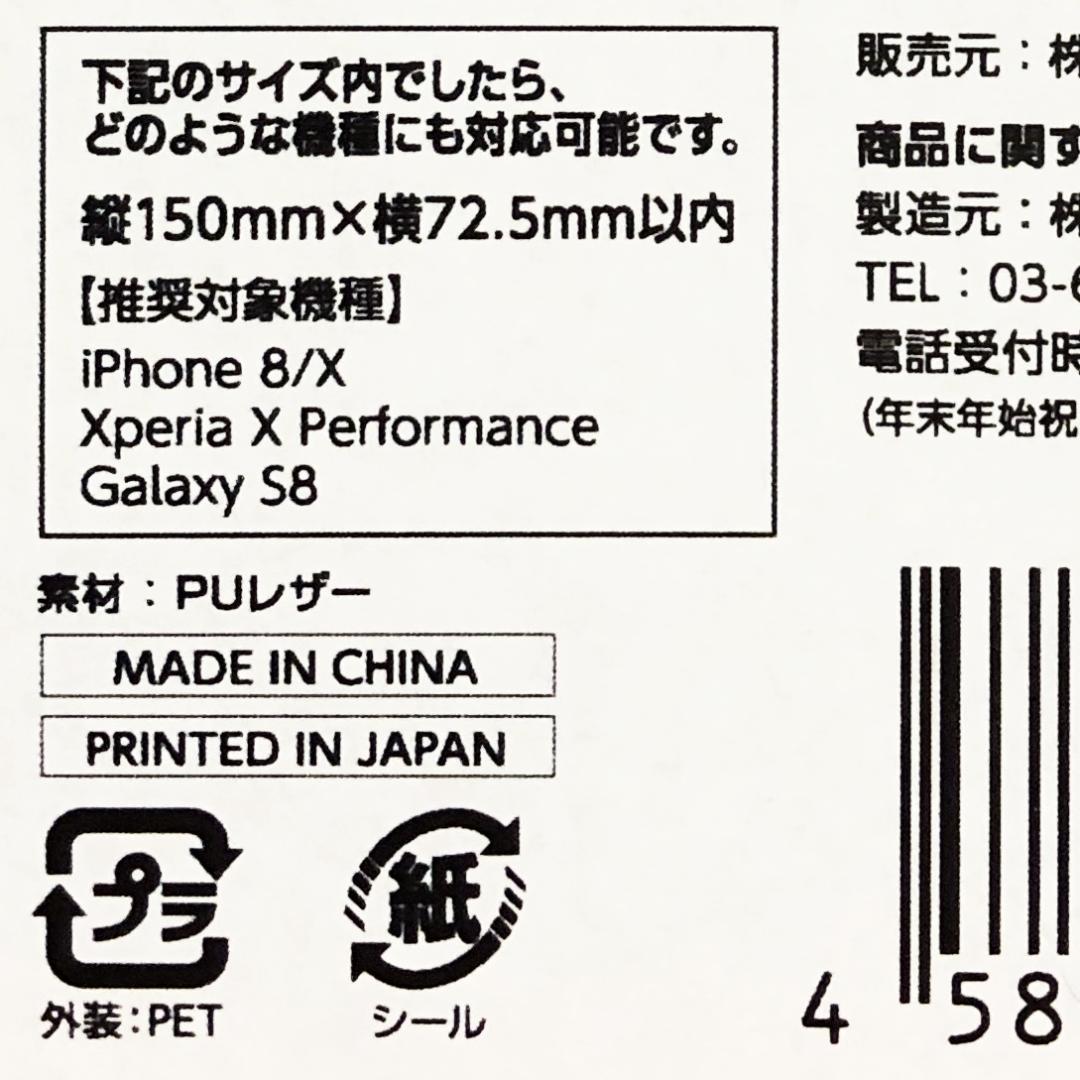 下記のサイズ内でしたら、
どのような機種にも対応可能です。
縦150mm×横72.5mm以内
【推奨対象機種】
iPhone 8/X
Xperia X Performance
Galaxy S8
素材：PUレザー
MADE IN CHINA
PRINTED IN JAPAN
プラ
外装：PET
紙
シール
販売元：株
商品に関す
製造元：株
TEL：03-6
電話受付時
(年末年始祝
4 58